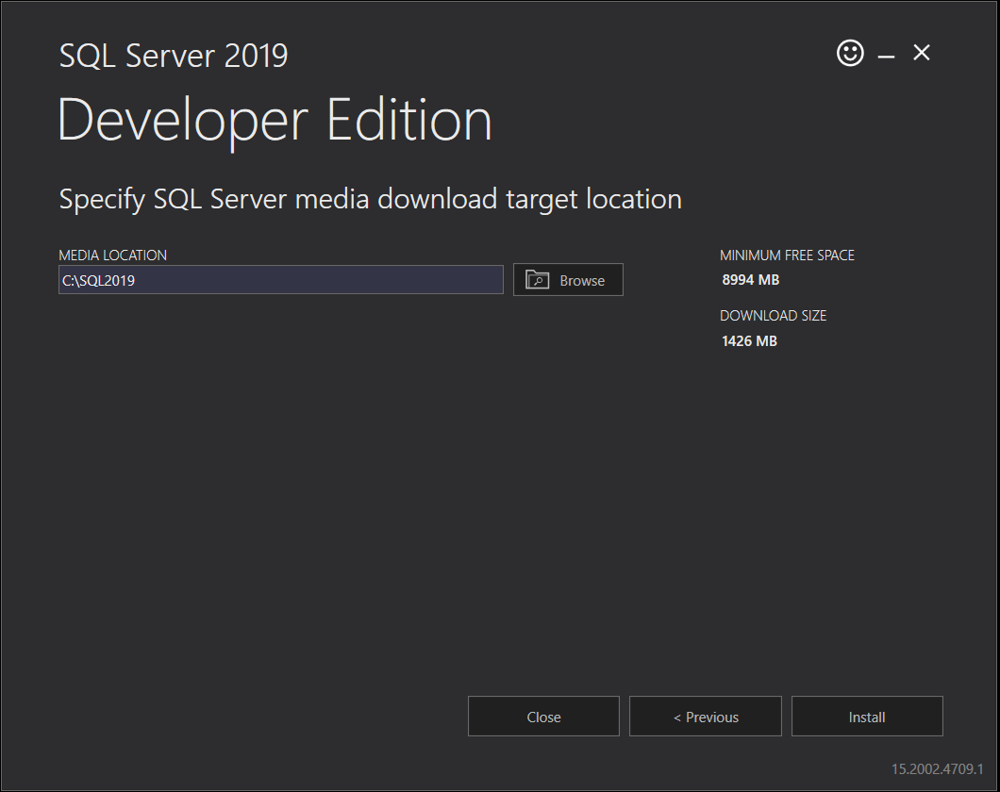 SQL Server 2019
Developer Edition
Specify SQL Server media download target location
MEDIA LOCATION
C:\SQL2019
Browse
MINIMUM FREE SPACE
8994 MB
DOWNLOAD SIZE
1426 MB
Close
< Previous
Install
15.2002.4709.1